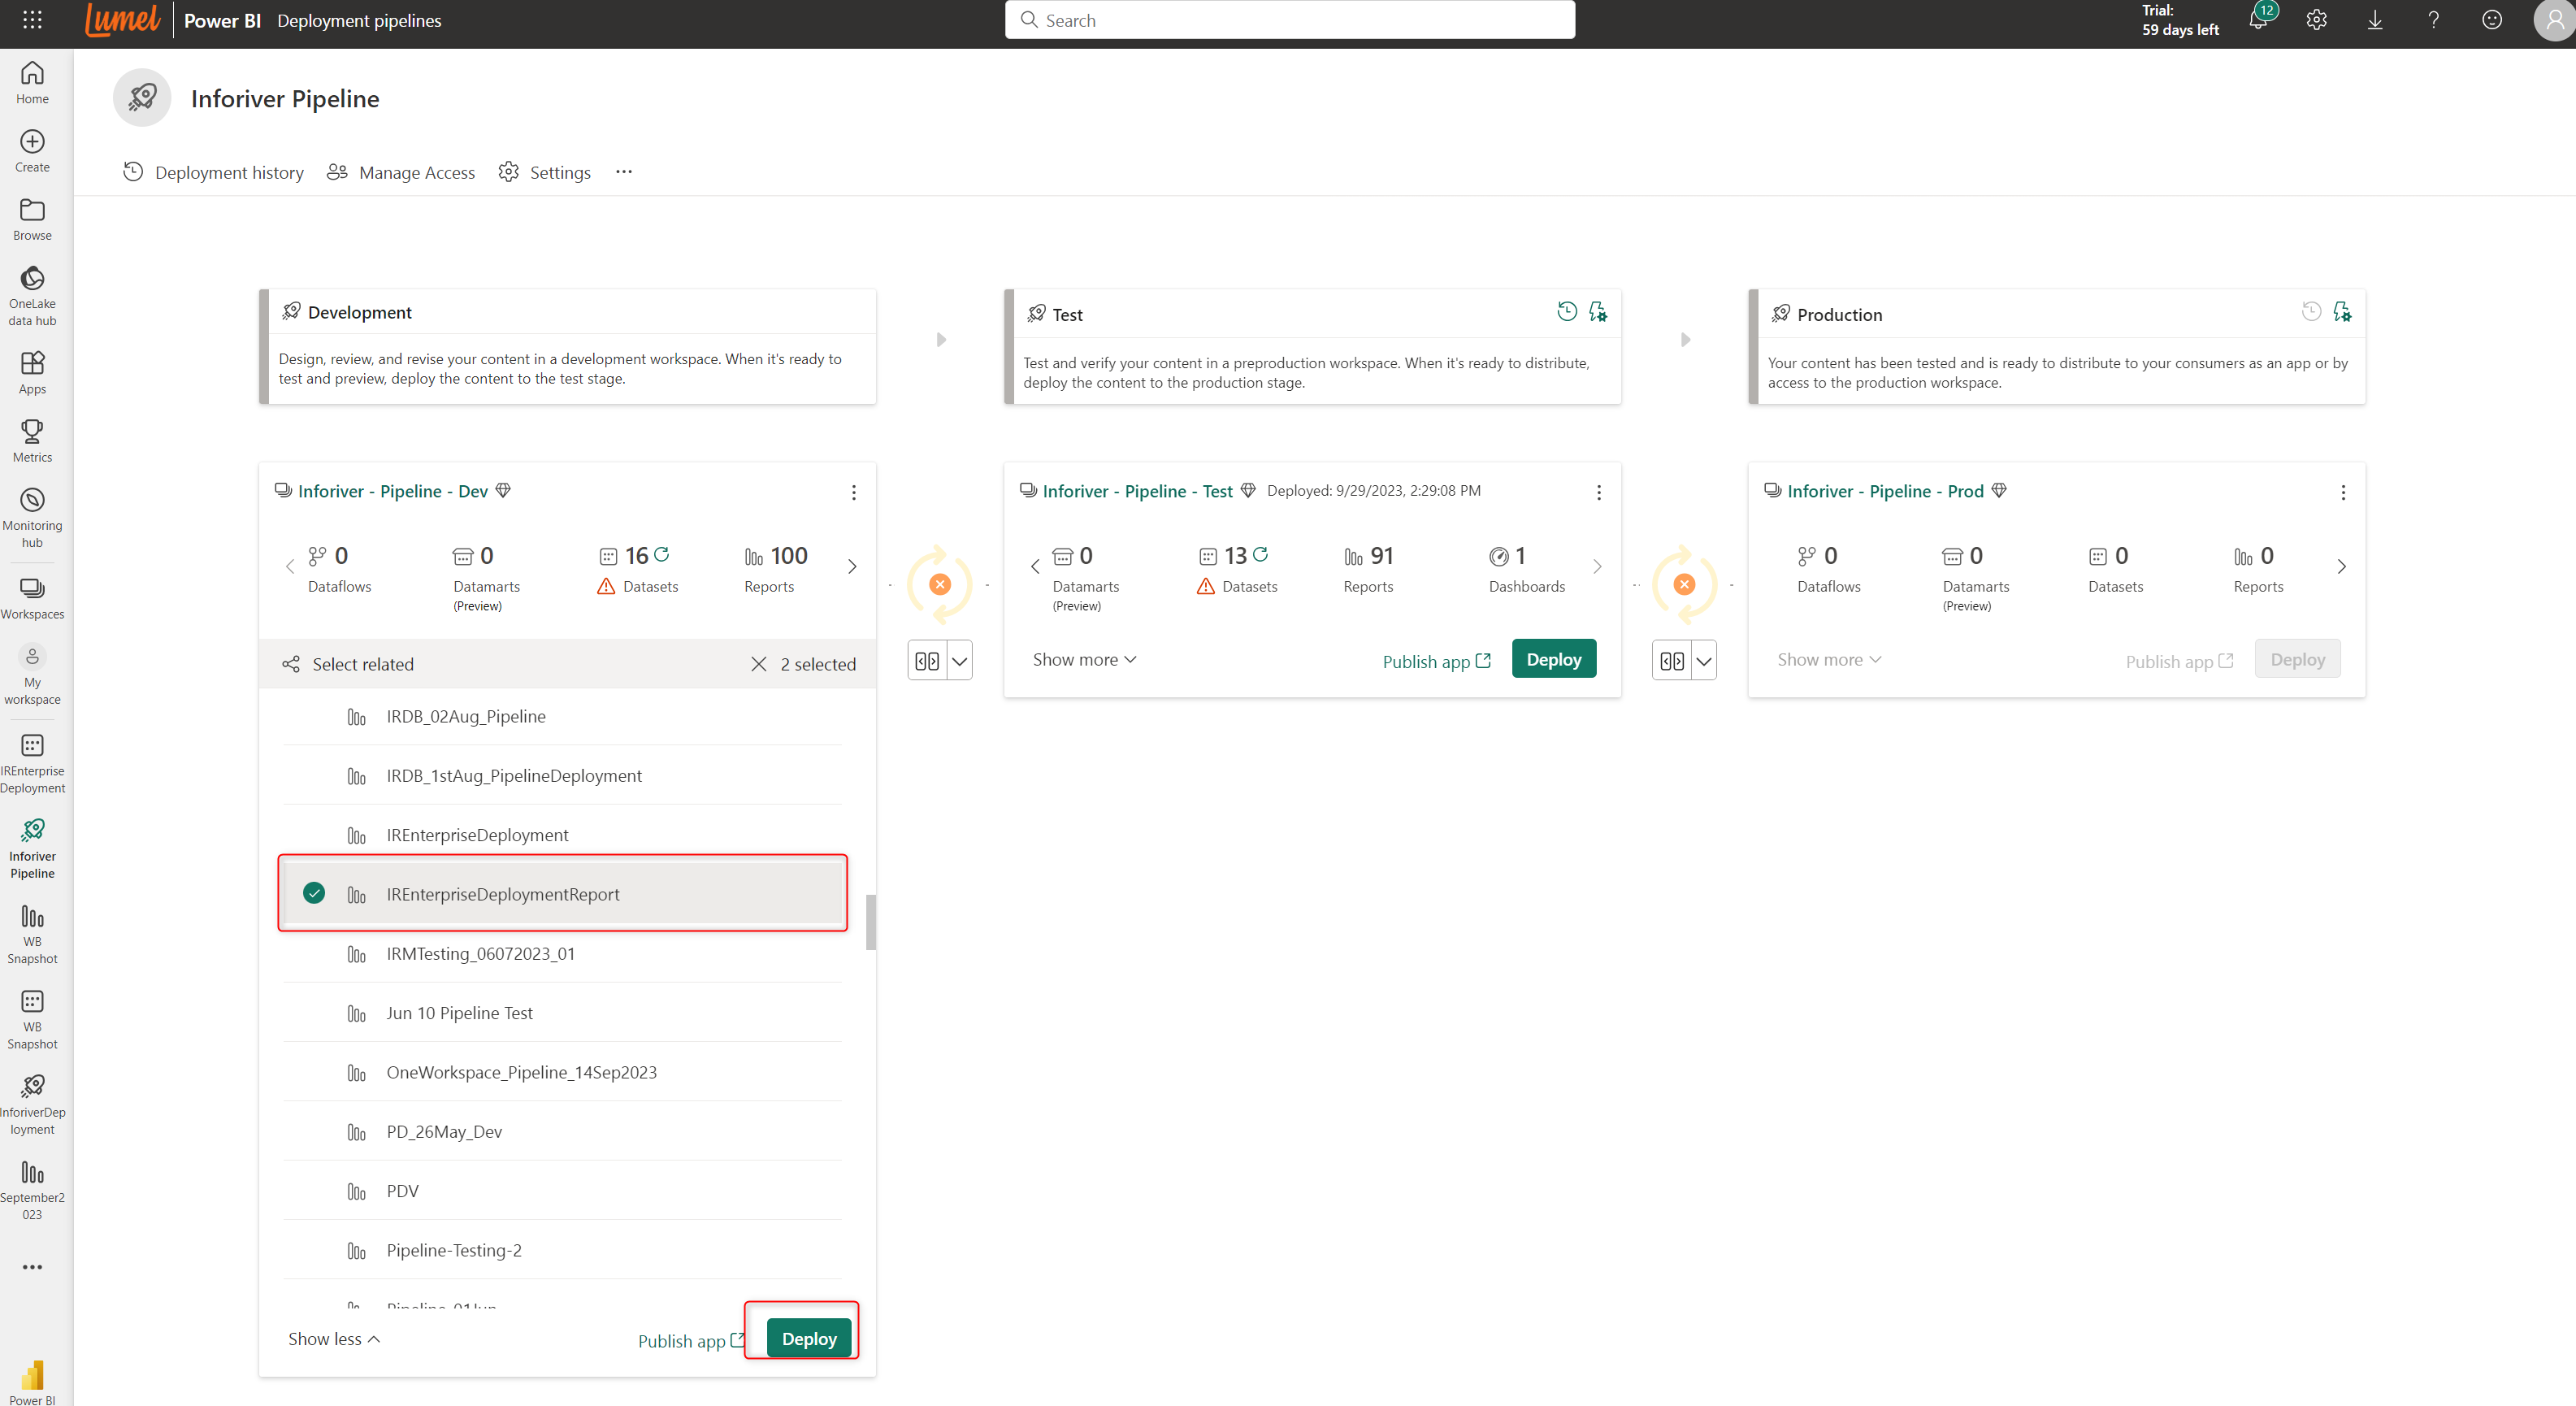 Lumel Power BI Deployment pipelines
Search
Trial:
59 days left
12
Home
Create
Browse
OneLake
data hub
Apps
Metrics
Monitoring
hub
Workspaces
My
workspace
IREnterprise
Deployment
Inforiver
Pipeline
WB
Snapshot
WB
Snapshot
InforiverDep
loyment
September2
023
Power BI
Inforiver Pipeline
Deployment history Manage Access Settings
Development
Design, review, and revise your content in a development workspace. When it's ready to
test and preview, deploy the content to the test stage.
Test
Test and verify your content in a preproduction workspace. When it's ready to distribute,
deploy the content to the production stage.
Production
Your content has been tested and is ready to distribute to your consumers as an app or by
access to the production workspace.
Inforiver - Pipeline - Dev
0 0 16 100
Dataflows Datamarts Datasets Reports
(Preview)
Select related 2 selected
IRDB_02Aug_Pipeline
IRDB_1stAug_PipelineDeployment
IREnterpriseDeployment
IREnterpriseDeploymentReport
IRMTesting_06072023_01
Jun 10 Pipeline Test
OneWorkspace_Pipeline_14Sep2023
PD_26May_Dev
PDV
Pipeline-Testing-2
Show less Publish app Deploy
Inforiver - Pipeline - Test Deployed: 9/29/2023, 2:29:08 PM
0 13 91 1
Datamarts Datasets Reports Dashboards
(Preview)
Show more Publish app Deploy
Inforiver - Pipeline - Prod
0 0 0 0
Dataflows Datamarts Datasets Reports
(Preview)
Show more Publish app Deploy